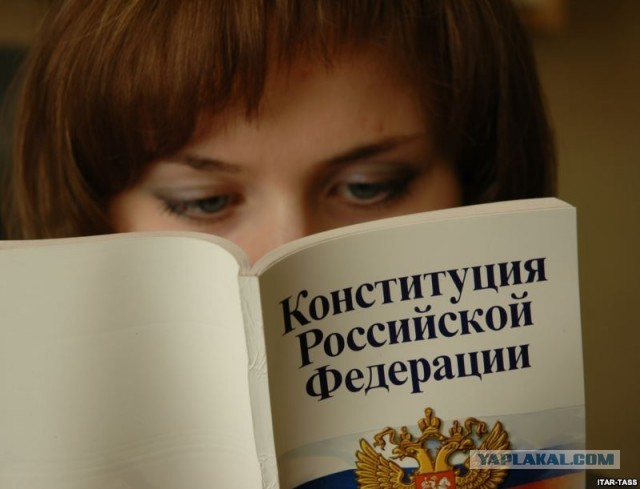 Конституция
Российской
Федерации
YAPLAKAL.COM
ITAR-TASS